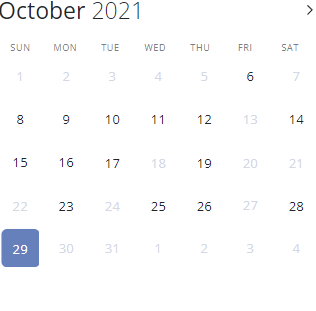 October 2021 >
SUN MON TUE WED THU FRI SAT
1 2 3 4 5 6 7
8 9 10 11 12 13 14
15 16 17 18 19 20 21
22 23 24 25 26 27 28
29 30 31 1 2 3 4